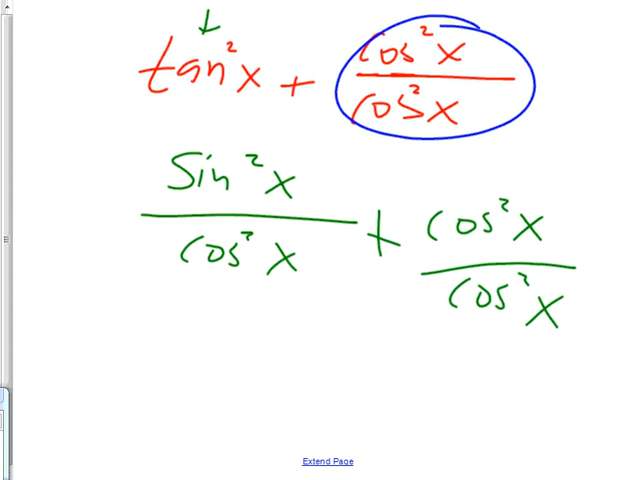 tan²x + cos²x / cos²x
sin²x / cos²x + cos²x / cos²x
Extend Page